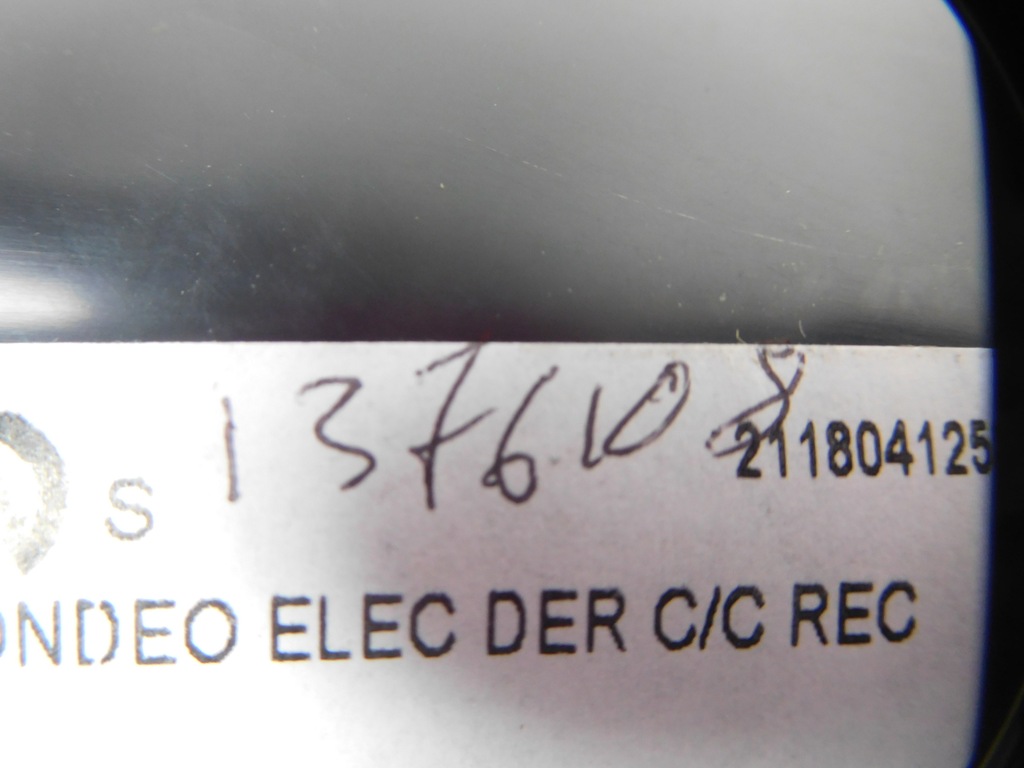 1376108
211804125
S
ONDEO ELEC DER C/C REC